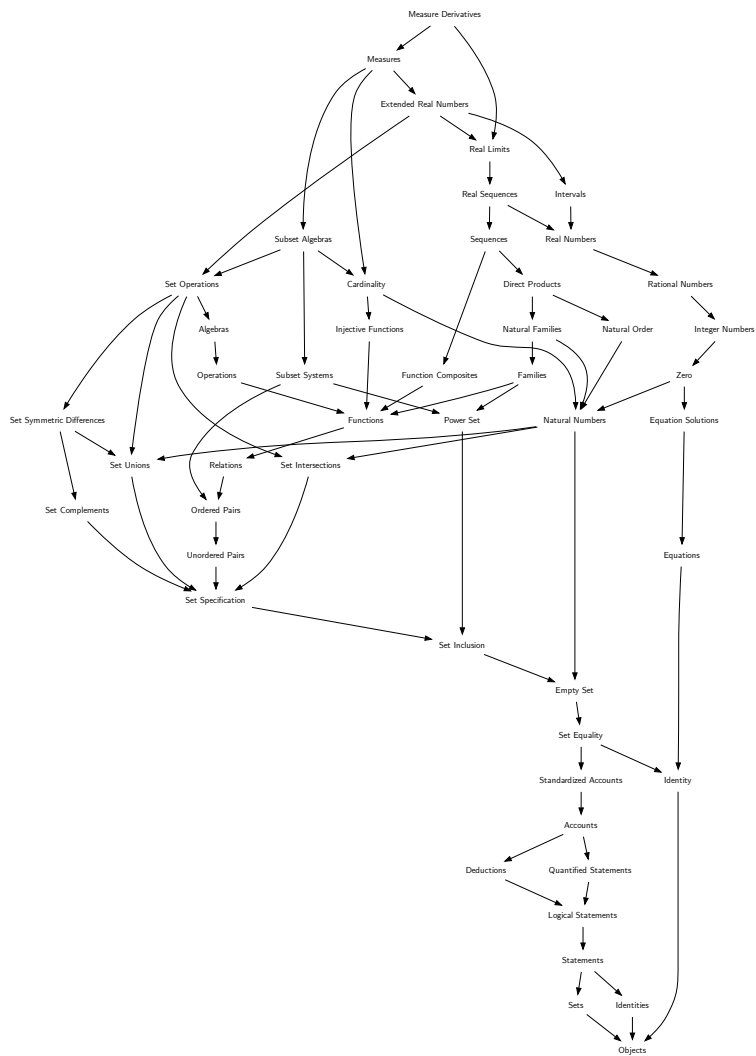 Measure Derivatives
Measures
Extended Real Numbers
Real Limits
Real Sequences Intervals
Subset Algebras Sequences Real Numbers
Set Operations Cardinality Direct Products Rational Numbers
Algebras Injective Functions Natural Families Natural Order Integer Numbers
Operations Subset Systems Function Composites Families Zero
Set Symmetric Differences Functions Power Set Natural Numbers Equation Solutions
Set Unions Relations Set Intersections
Set Complements Ordered Pairs
Unordered Pairs Equations
Set Specification
Set Inclusion
Empty Set
Set Equality
Standardized Accounts Identity
Accounts
Deductions Quantified Statements
Logical Statements
Statements
Sets Identities
Objects